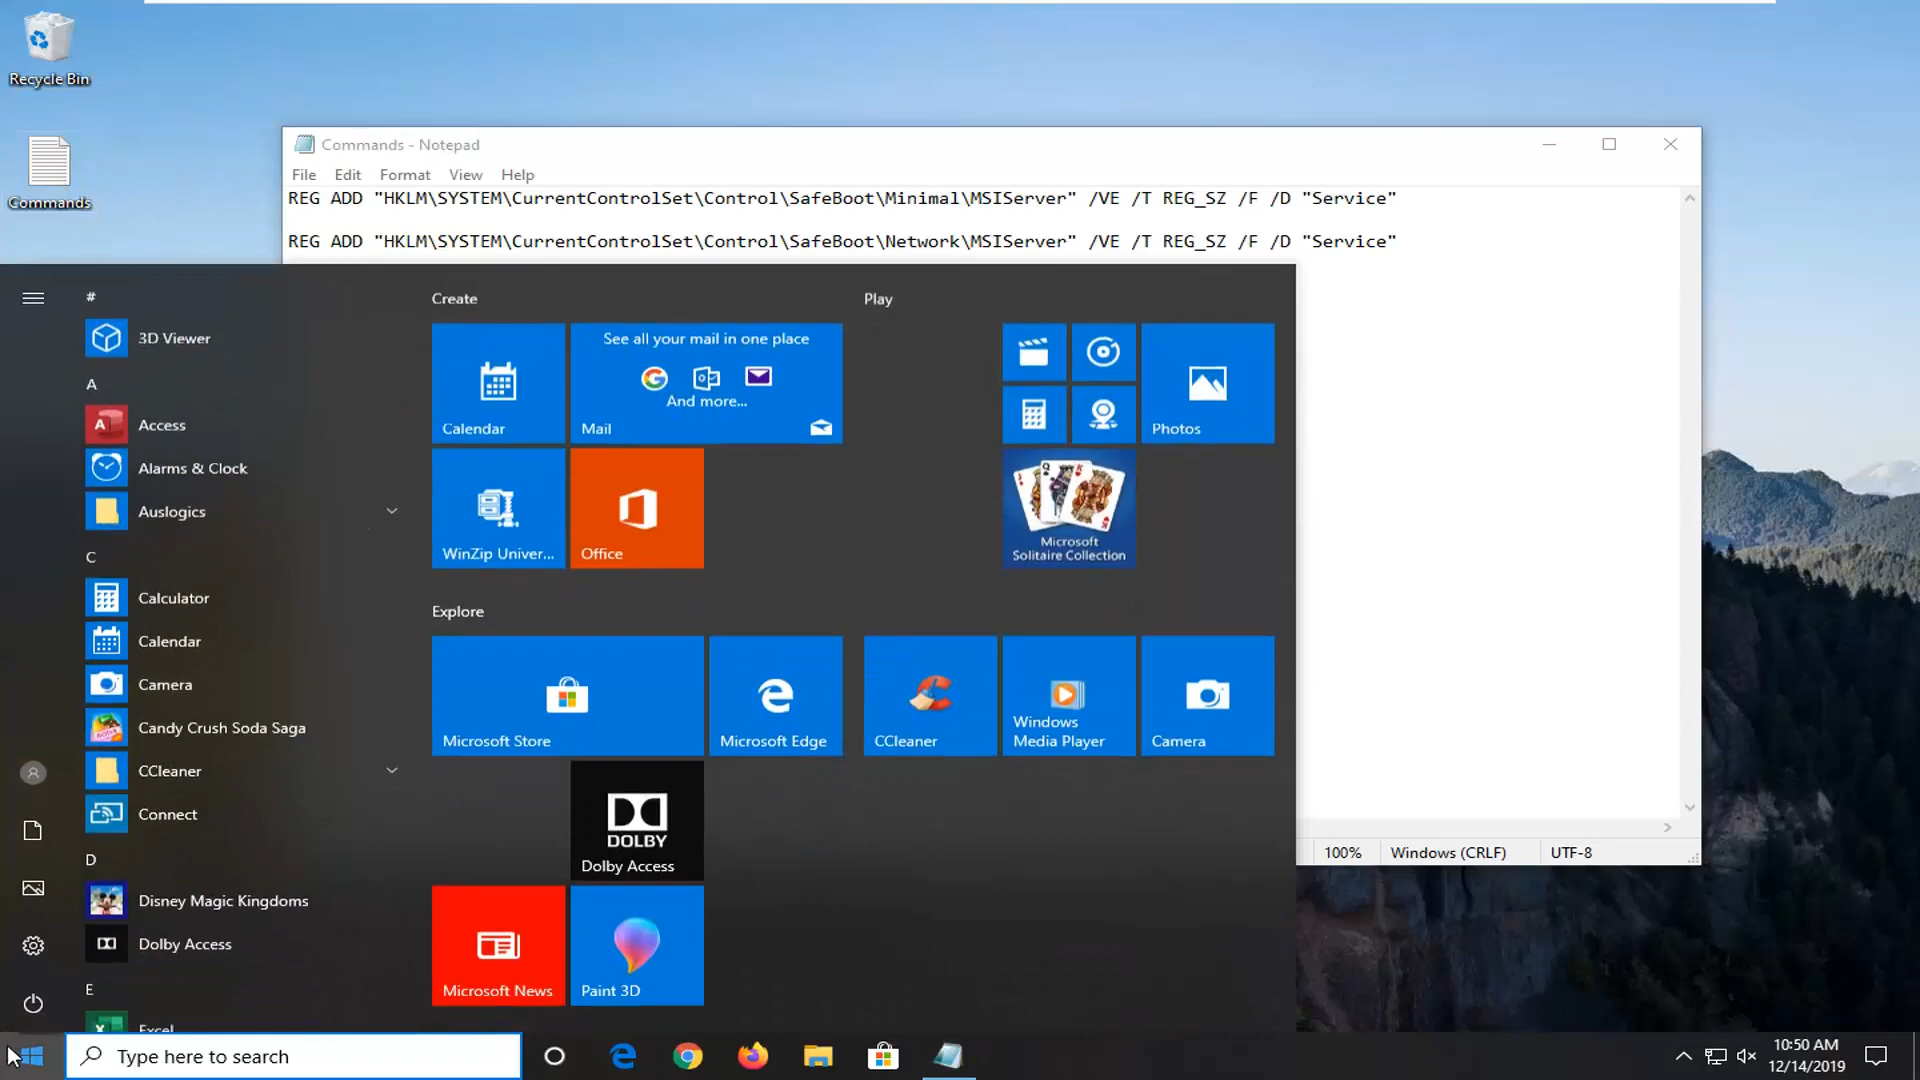 Recycle Bin
Commands
Commands - Notepad
File Edit Format View Help
REG ADD "HKLM\SYSTEM\CurrentControlSet\Control\SafeBoot\Minimal\MSIServer" /VE /T REG_SZ /F /D "Service"
REG ADD "HKLM\SYSTEM\CurrentControlSet\Control\SafeBoot\Network\MSIServer" /VE /T REG_SZ /F /D "Service"
#
3D Viewer
A
Access
Alarms & Clock
Auslogics
C
Calculator
Calendar
Camera
Candy Crush Soda Saga
CCleaner
Connect
D
Disney Magic Kingdoms
Dolby Access
E
Excel
Create
Calendar
See all your mail in one place
And more...
Mail
WinZip Univer...
Office
Explore
Microsoft Store
Microsoft Edge
DOLBY
Dolby Access
Microsoft News
Paint 3D
Play
Photos
Microsoft
Solitaire Collection
CCleaner
Windows
Media Player
Camera
100% Windows (CRLF) UTF-8
Type here to search
10:50 AM
12/14/2019